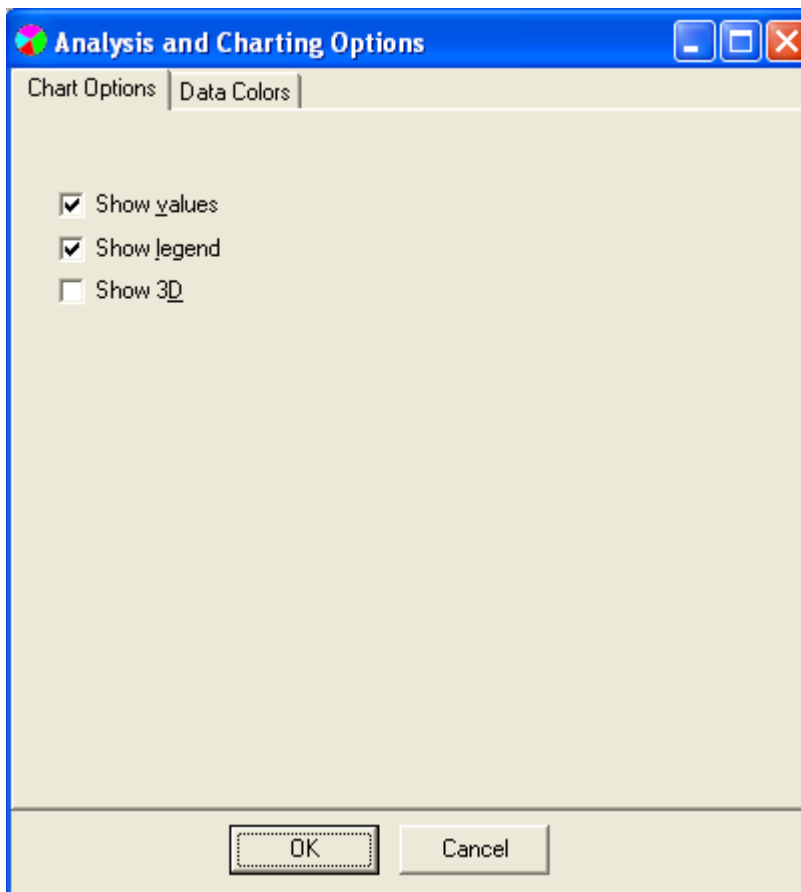 Analysis and Charting Options
Chart Options Data Colors
Show values
Show legend
Show 3D
OK Cancel